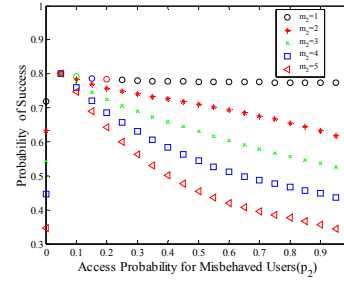 1
0.9
0.8
0.7
0.6
0.5
0.4
0.3
Probability of Success
m2=1
m2=2
m2=3
m2=4
m2=5
0 0.1 0.2 0.3 0.4 0.5 0.6 0.7 0.8 0.9
Access Probability for Misbehaved Users(p2)